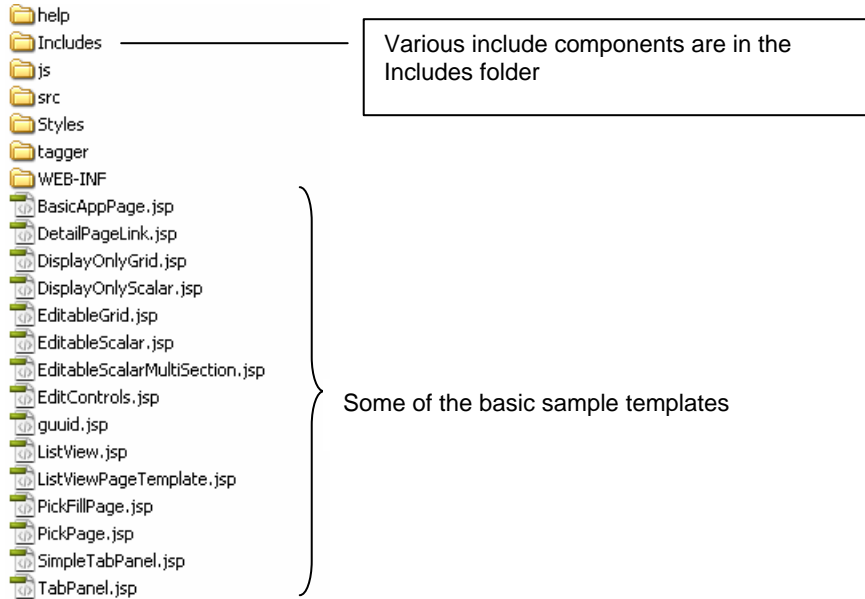 help
Includes
Various include components are in the
Includes folder
js
src
Styles
tagger
WEB-INF
BasicAppPage.jsp
DetailPageLink.jsp
DisplayOnlyGrid.jsp
DisplayOnlyScalar.jsp
EditableGrid.jsp
EditableScalar.jsp
EditableScalarMultiSection.jsp
EditControls.jsp
guuid.jsp
ListView.jsp
ListViewPageTemplate.jsp
PickFillPage.jsp
PickPage.jsp
SimpleTabPanel.jsp
TabPanel.jsp
Some of the basic sample templates